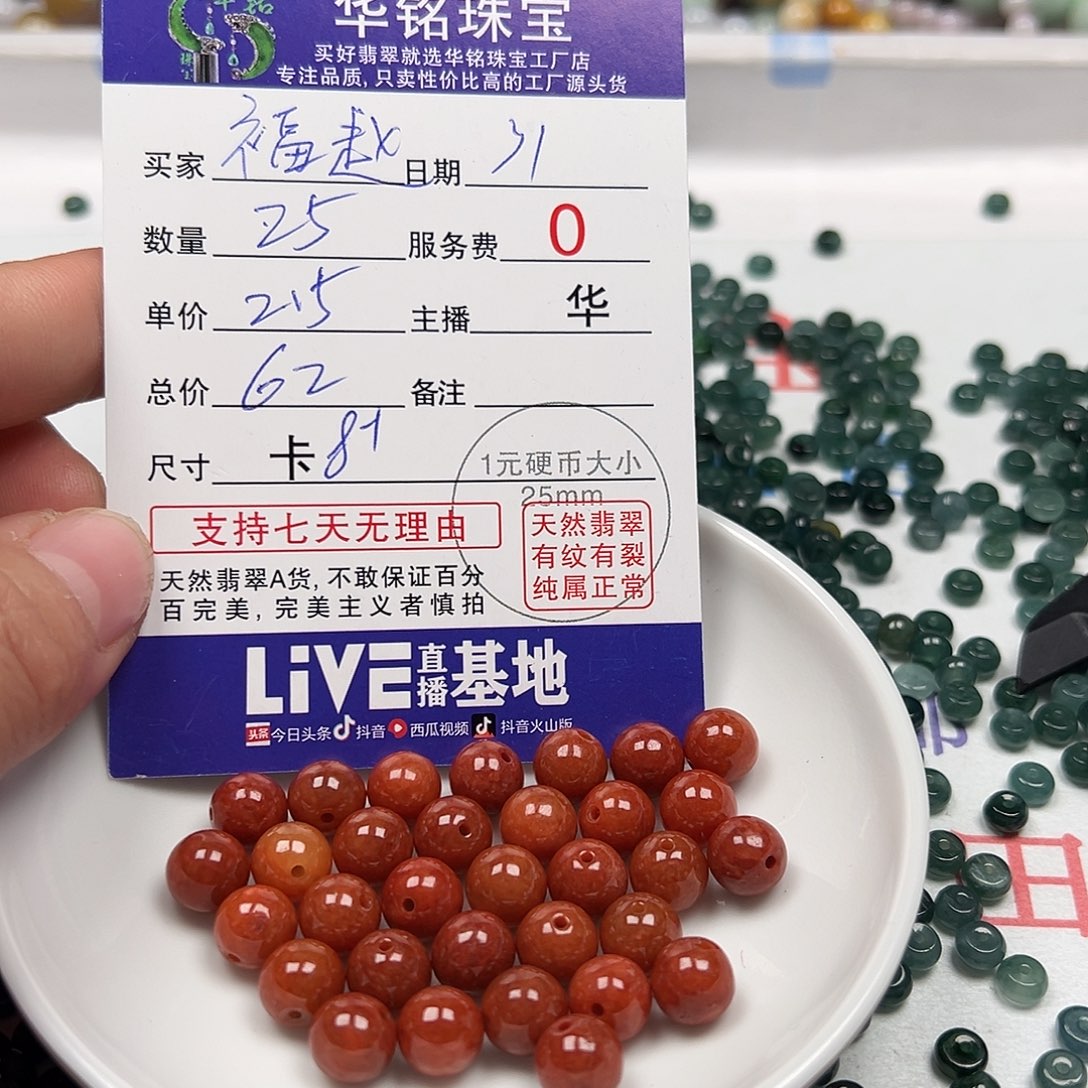 华铭珠宝
买好翡翠就选华铭珠宝工厂店
专注品质,只卖性价比高的工厂源头货
买家 福越 日期 31
数量 25 服务费 0
单价 2.5 主播 华
总价 62 备注
尺寸 卡 81
1元硬币大小
25mm
支持七天无理由
天然翡翠
有纹有裂
纯属正常
天然翡翠A货,不敢保证百分
百完美,完美主义者慎拍
LiVE直播基地
头条 今日头条 抖音 西瓜视频 抖音火山版